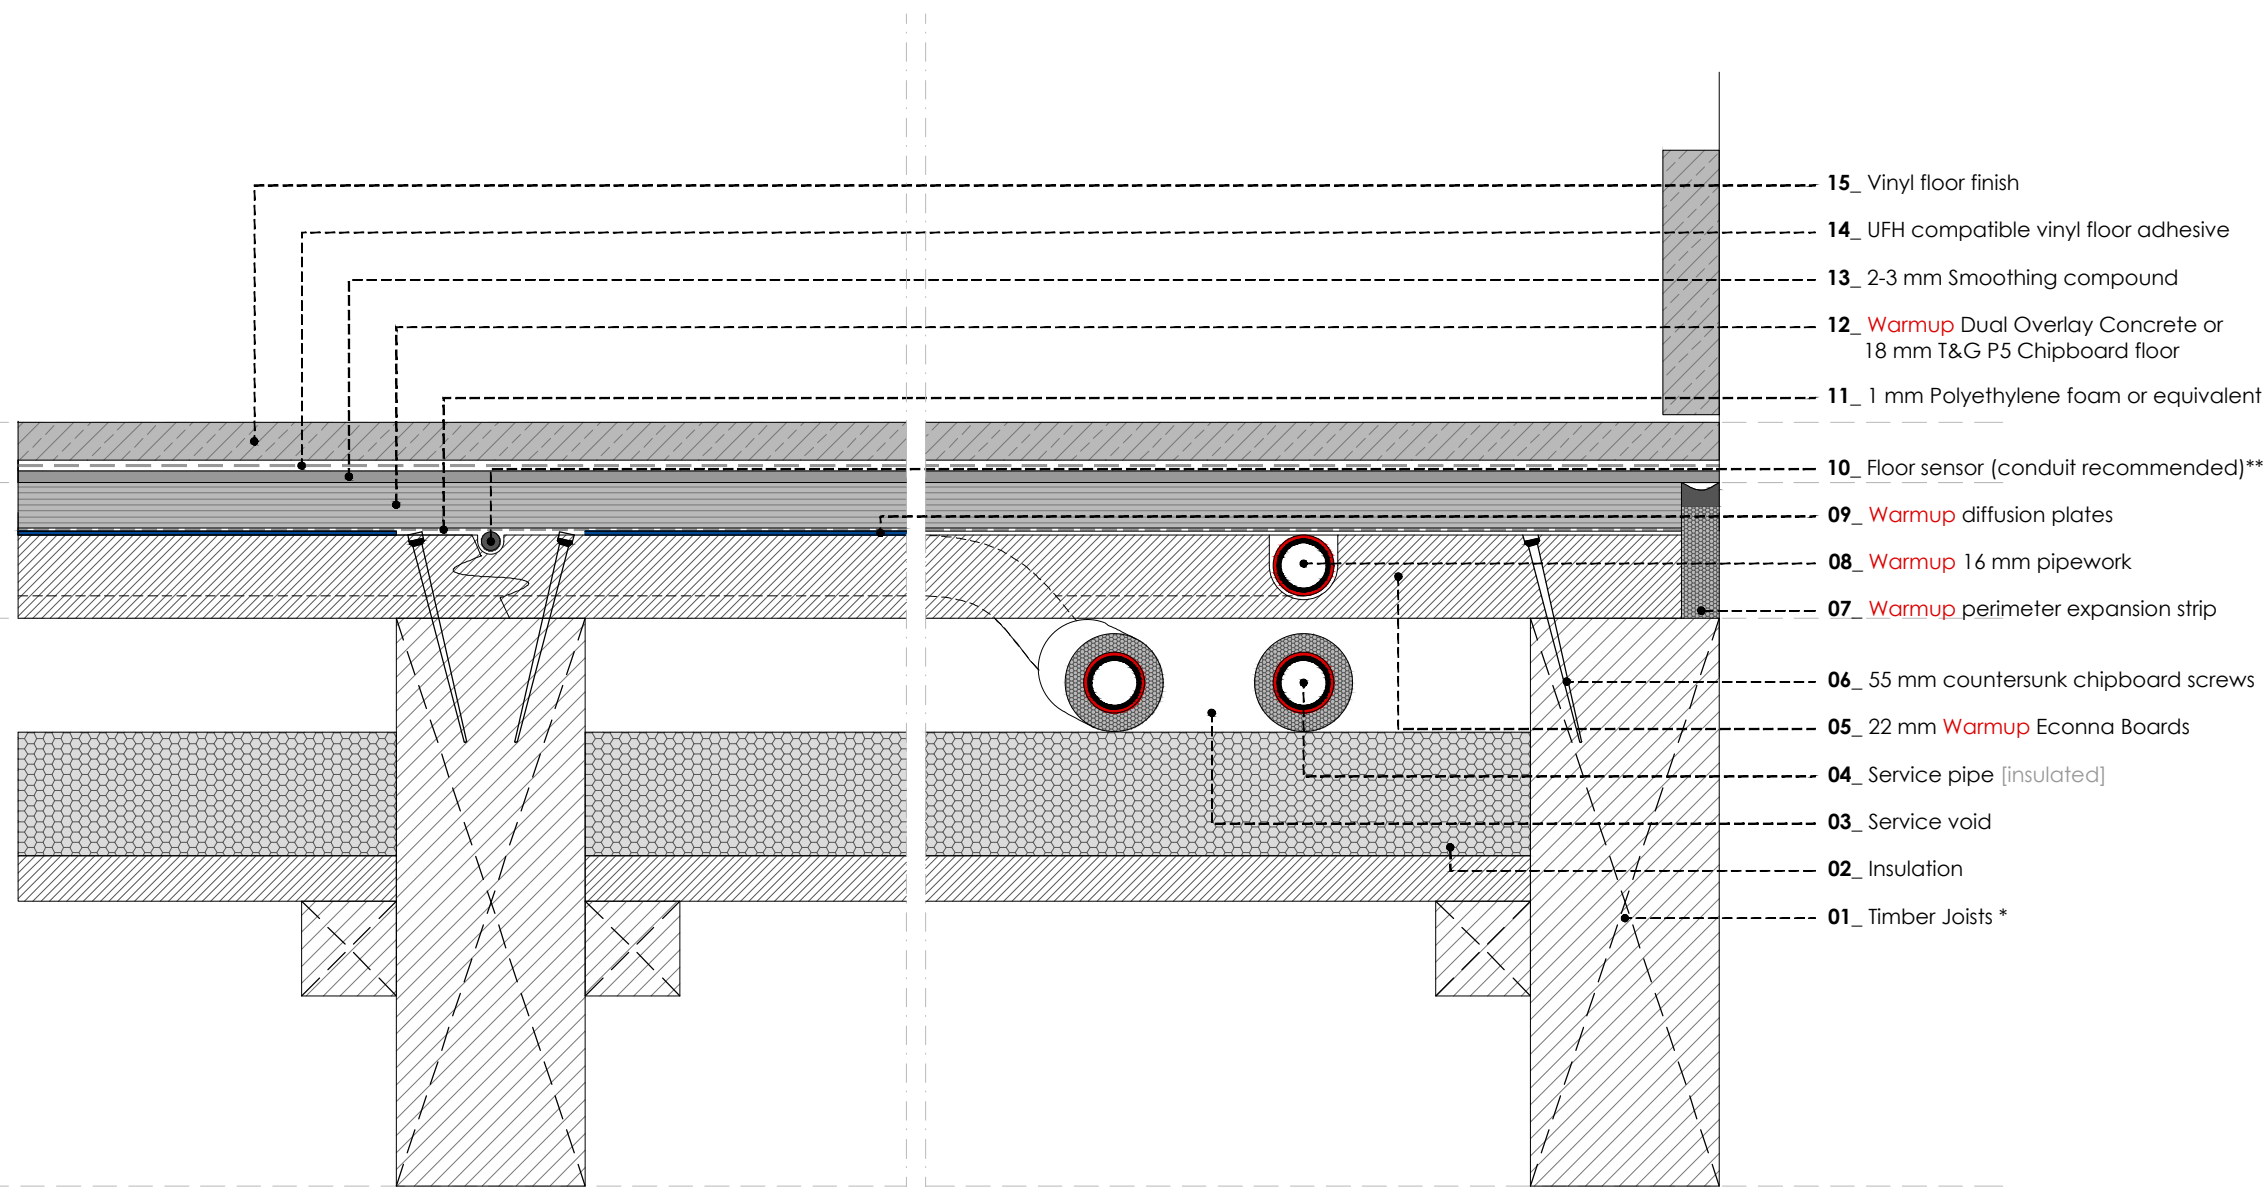 15_ Vinyl floor finish
14_ UFH compatible vinyl floor adhesive
13_ 2-3 mm Smoothing compound
12_ Warmup Dual Overlay Concrete or
18 mm T&G P5 Chipboard floor
11_ 1 mm Polyethylene foam or equivalent
10_ Floor sensor (conduit recommended)**
09_ Warmup diffusion plates
08_ Warmup 16 mm pipework
07_ Warmup perimeter expansion strip
06_ 55 mm countersunk chipboard screws
05_ 22 mm Warmup Econna Boards
04_ Service pipe [insulated]
03_ Service void
02_ Insulation
01_ Timber Joists *